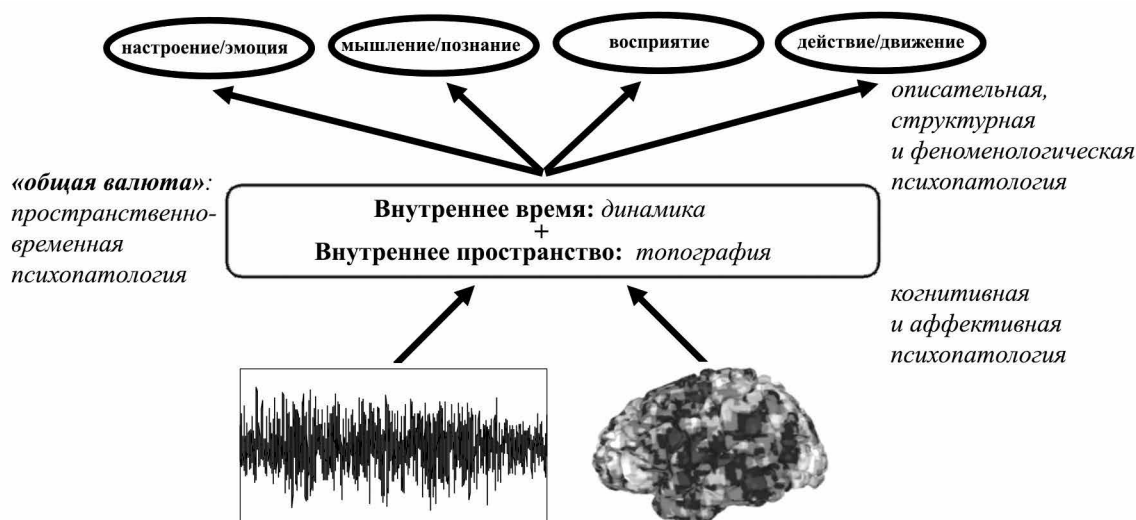 настроение/эмоция
мышление/познание
восприятие
действие/движение
описательная,
структурная
и феноменологическая
психопатология
«общая валюта»:
пространственно-
временная
психопатология
Внутреннее время: динамика
+
Внутреннее пространство: топография
когнитивная
и аффективная
психопатология